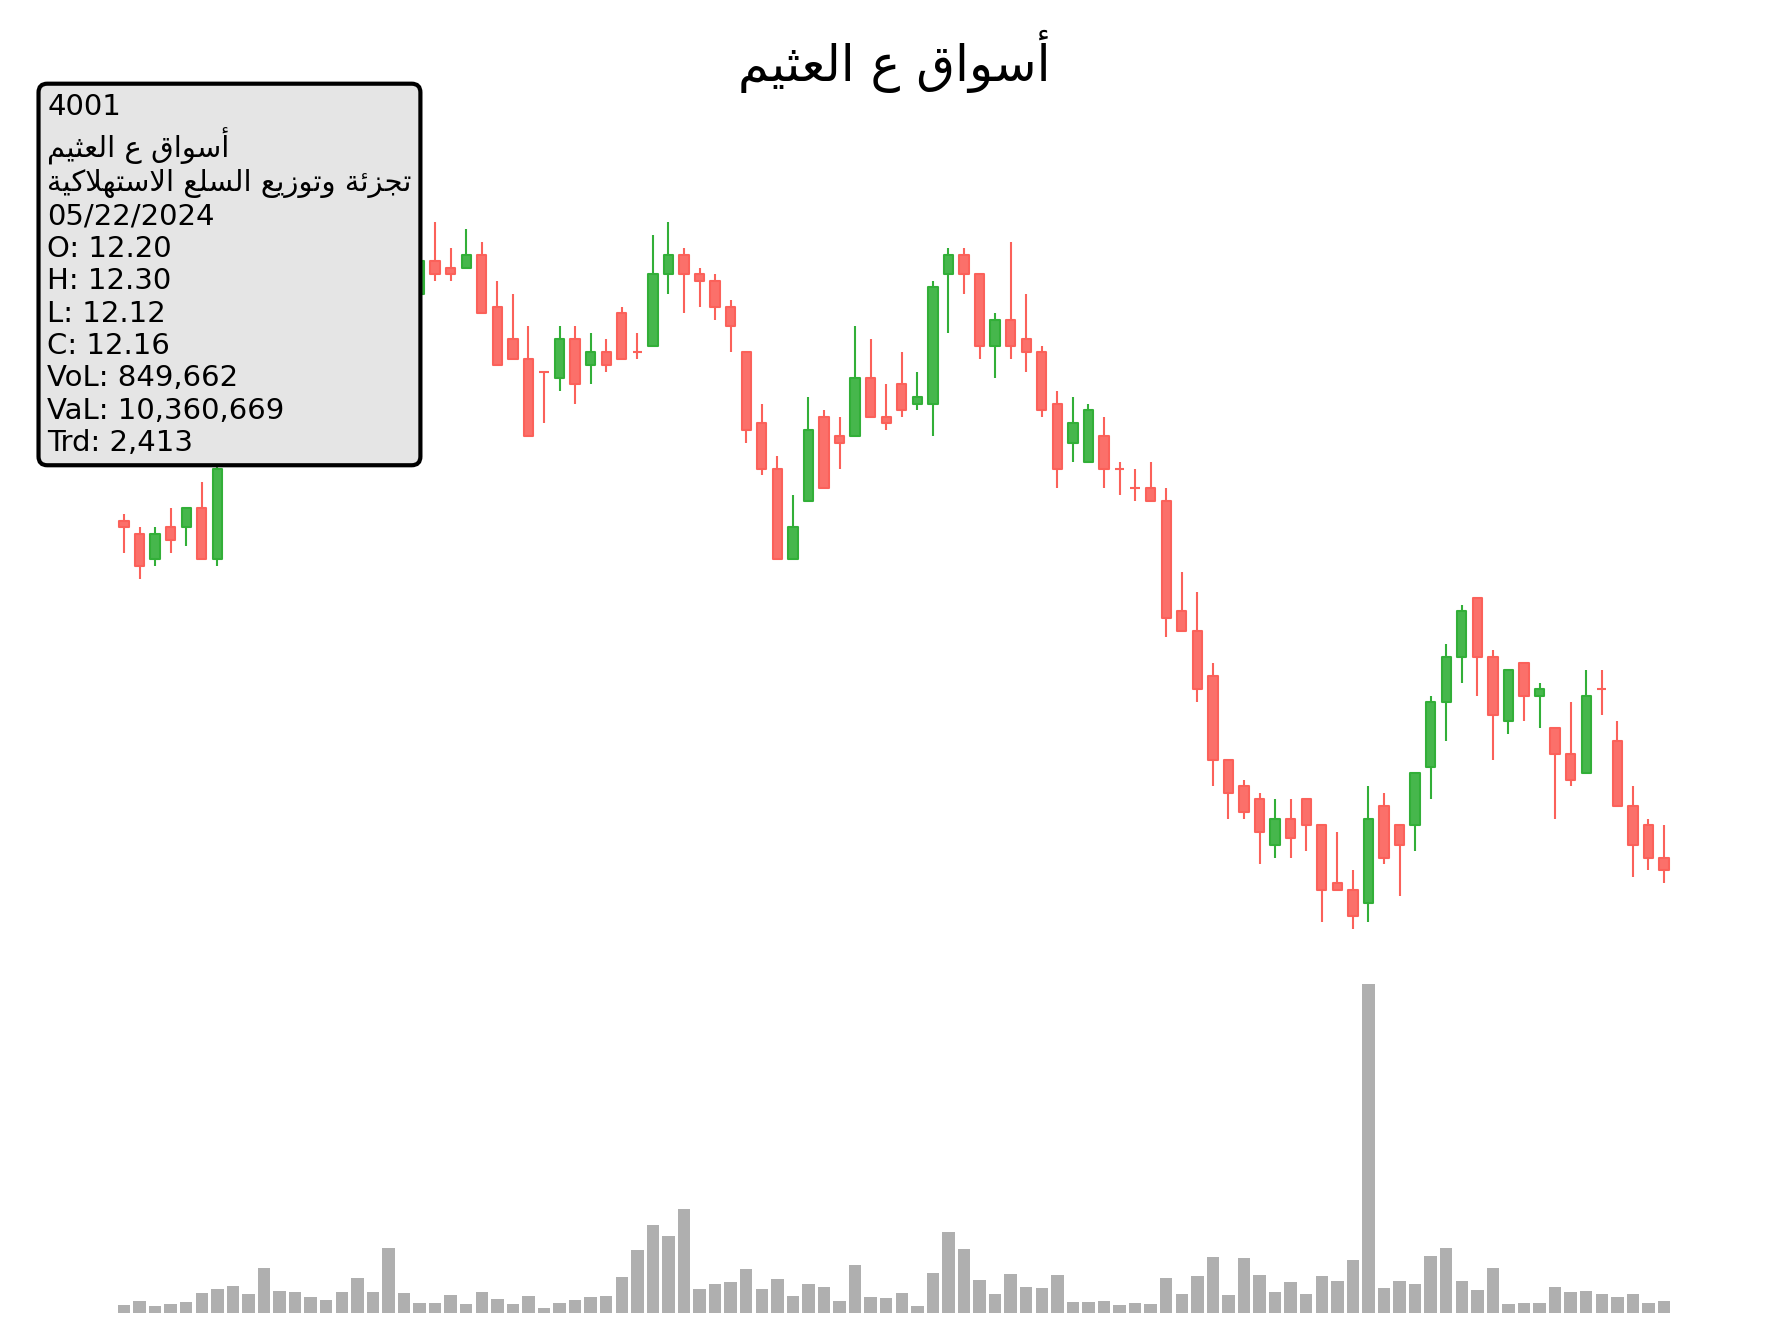 أسواق ع العثيم
4001
أسواق ع العثيم
تجزئة وتوزيع السلع الاستهلاكية
05/22/2024
O: 12.20
H: 12.30
L: 12.12
C: 12.16
VoL: 849,662
VaL: 10,360,669
Trd: 2,413